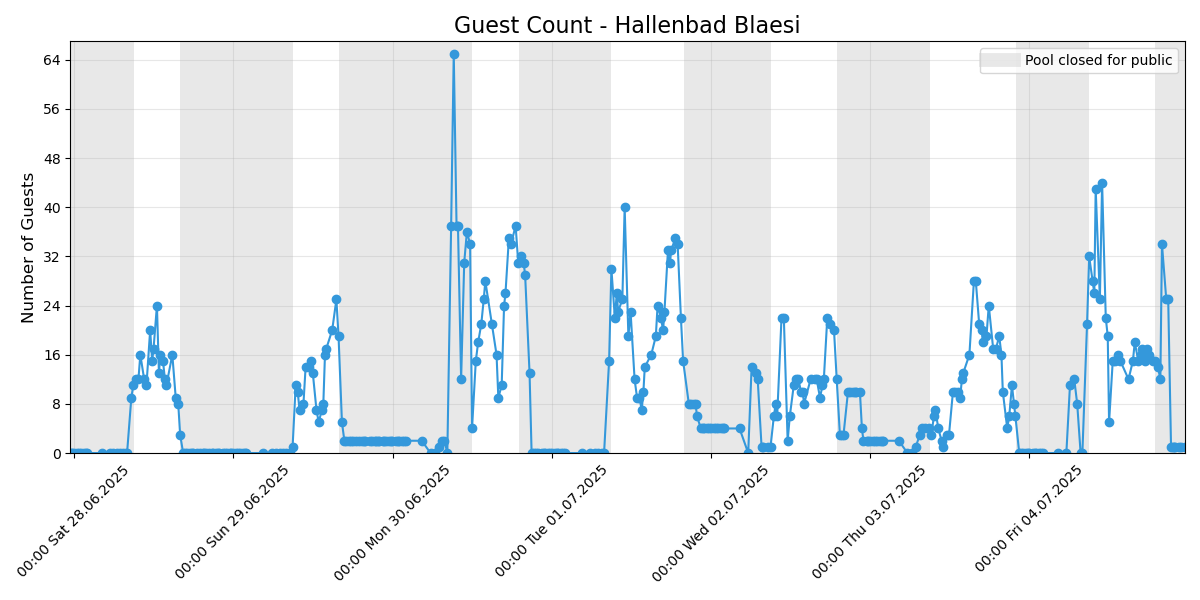 Guest Count - Hallenbad Blaesi
Pool closed for public
Number of Guests
64
56
48
40
32
24
16
8
0
00:00 Sat 28.06.2025
00:00 Sun 29.06.2025
00:00 Mon 30.06.2025
00:00 Tue 01.07.2025
00:00 Wed 02.07.2025
00:00 Thu 03.07.2025
00:00 Fri 04.07.2025